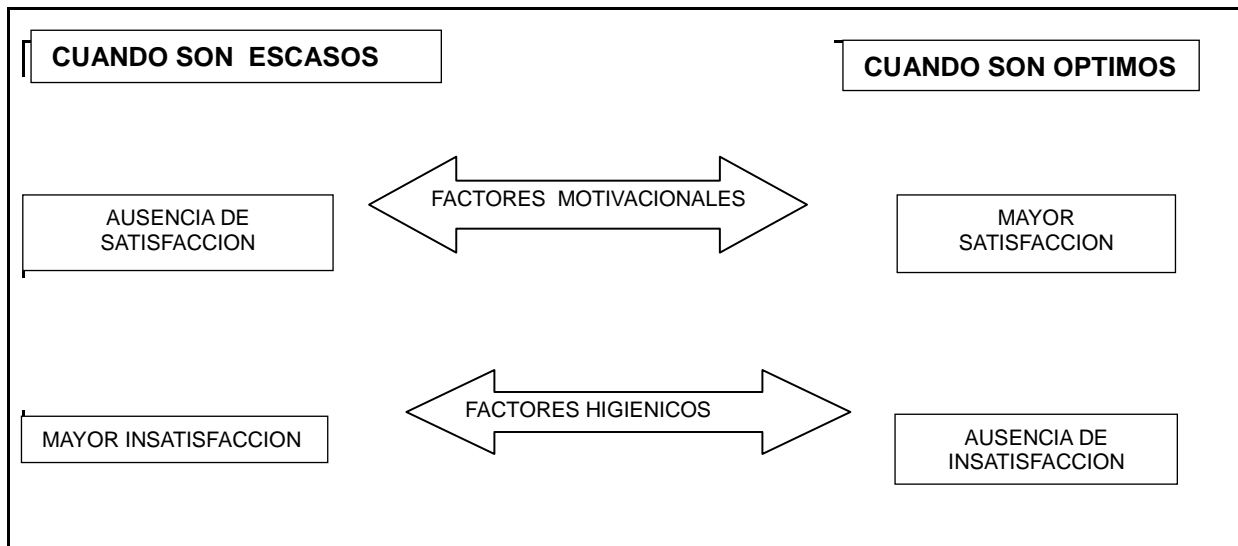 CUANDO SON ESCASOS
CUANDO SON OPTIMOS
FACTORES MOTIVACIONALES
AUSENCIA DE
SATISFACCION
MAYOR
SATISFACCION
FACTORES HIGIENICOS
MAYOR INSATISFACCION
AUSENCIA DE
INSATISFACCION